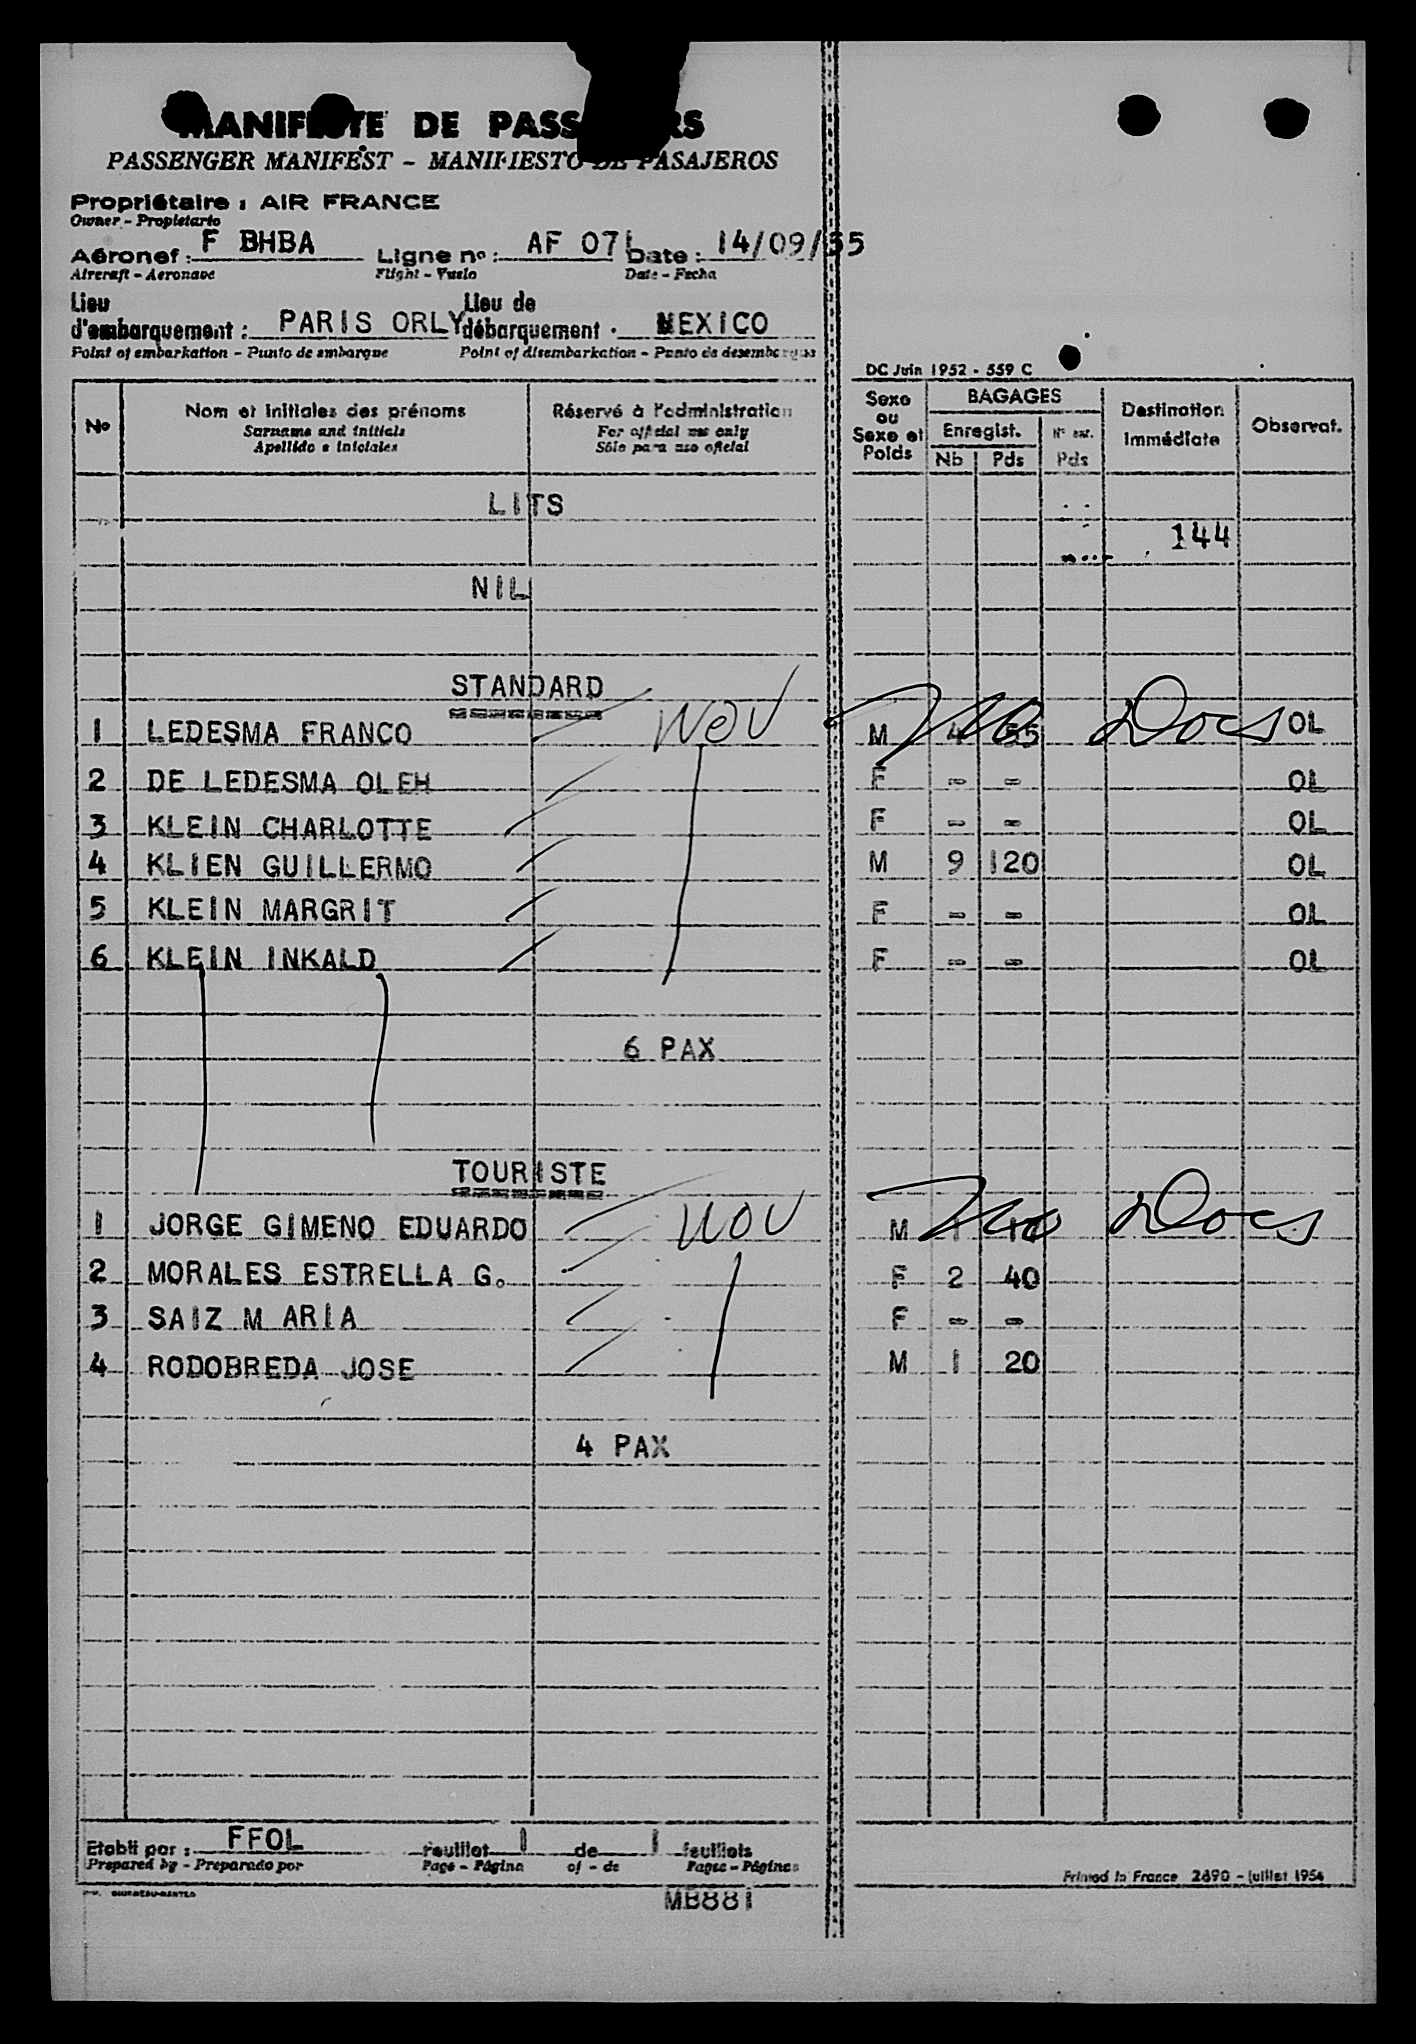 MANIFESTE DE PASSAGERS
PASSENGER MANIFEST - MANIFIESTO DE PASAJEROS
Propriétaire : AIR FRANCE
Owner - Propietario
Aéronef : F BHBA Ligne nº : AF 071 Date : 14/09/55
Aircraft - Aeronave Flight - Vuelo Date - Fecha
Lieu d'embarquement : PARIS ORLY Lieu de débarquement : MEXICO
Point of embarkation - Punto de embarque Point of disembarkation - Punto de desembarque
DC Juin 1952 - 559 C
Nº Nom et initiales des prénoms Réservé à l'administration Sexe ou Sexe et Poids BAGAGES Destination Immédiate Observat.
Surname and initials For official use only Enregist.
Apellido e iniciales Sólo para uso oficial Nb Pds Pds
LITS
144
NIL
STANDARD
1 LEDESMA FRANCO M 4 55 No Docs OL
2 DE LEDESMA OLEH F - - OL
3 KLEIN CHARLOTTE F - - OL
4 KLIEN GUILLERMO M 9 120 OL
5 KLEIN MARGRIT F - - OL
6 KLEIN INKALD F - - OL
6 PAX
TOURISTE
1 JORGE GIMENO EDUARDO M 1 No Docs
2 MORALES ESTRELLA G. F 2 40
3 SAIZ M ARIA F - -
4 RODOBREDA JOSE M 1 20
4 PAX
Etabli par : FFOL Feuillet 1 de 1 feuillets
Prepared by - Preparado por Page - Página of - de Pages - Páginas
Printed in France 2690 - Juillet 1954
MB881